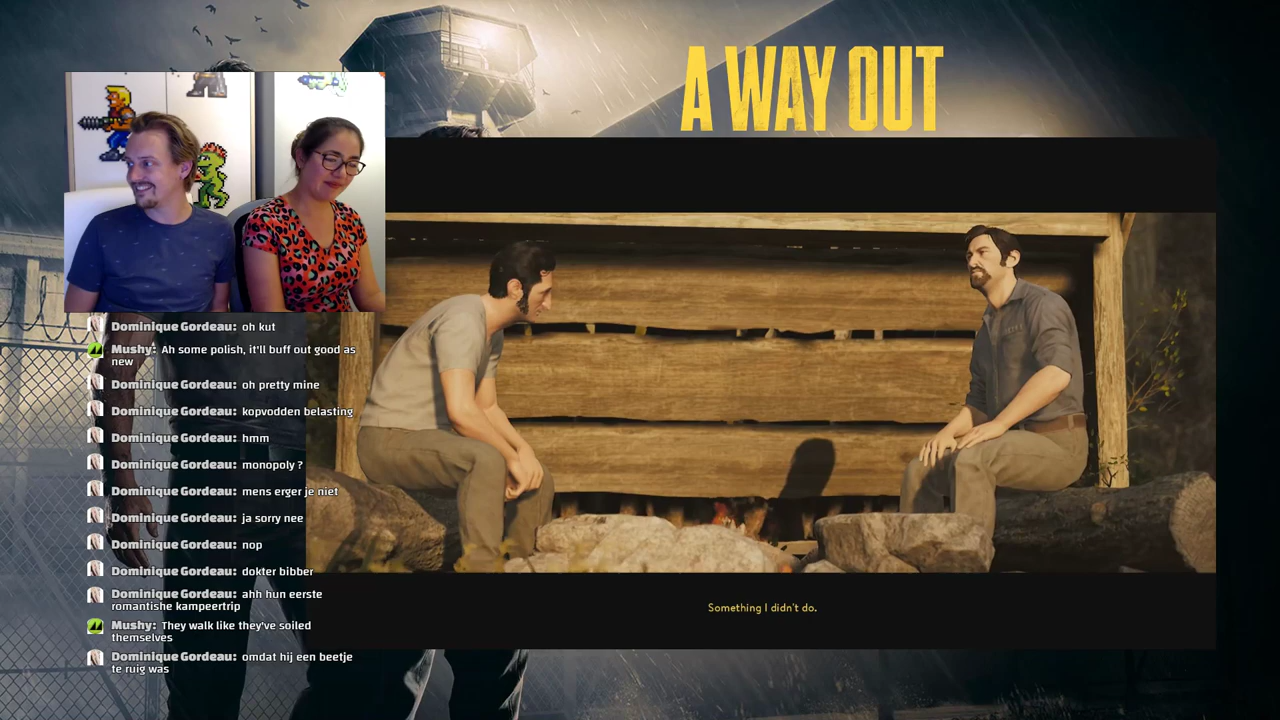 A WAY OUT
Dominique Gordeau: oh kut
Mushy: Ah some polish, it'll buff out good as
new
Dominique Gordeau: oh pretty mine
Dominique Gordeau: kopvodden belasting
Dominique Gordeau: hmm
Dominique Gordeau: monopoly ?
Dominique Gordeau: mens erger je niet
Dominique Gordeau: ja sorry nee
Dominique Gordeau: nop
Dominique Gordeau: dokter bibber
Dominique Gordeau: ahh hun eerste
romantishe kampeertrip
Mushy: They walk like they've soiled
themselves
Dominique Gordeau: omdat hij een beetje
te ruig was
Something I didn't do.